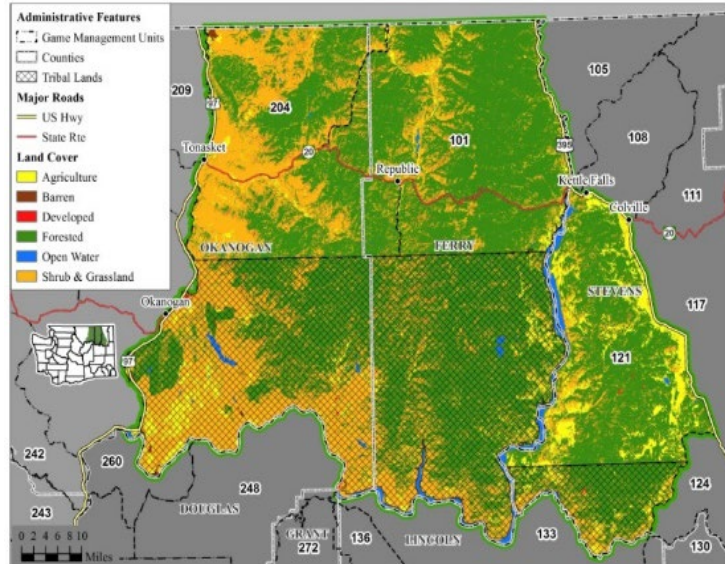 Administrative Features
Game Management Units
Counties
Tribal Lands
Major Roads
US Hwy
State Rte
Land Cover
Agriculture
Barren
Developed
Forested
Open Water
Shrub & Grassland
209
97
204
105
108
101
395
111
Tonasket
20
Republic
Kettle Falls
Colville
20
OKANOGAN
FERRY
Okanogan
STEVENS
117
97
121
242
260
248
124
243
DOUGLAS
GRANT
272
136
LINCOLN
133
130
0 2 4 6 8 10
Miles